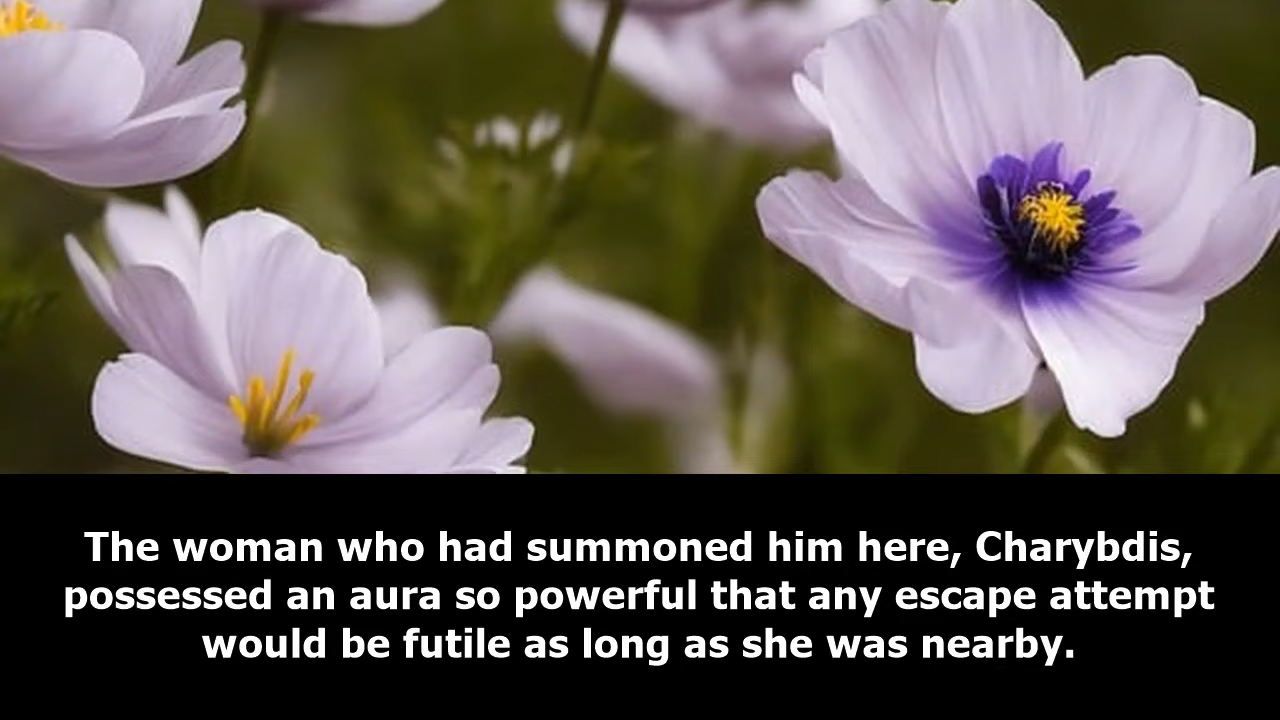 The woman who had summoned him here, Charybdis,
possessed an aura so powerful that any escape attempt
would be futile as long as she was nearby.